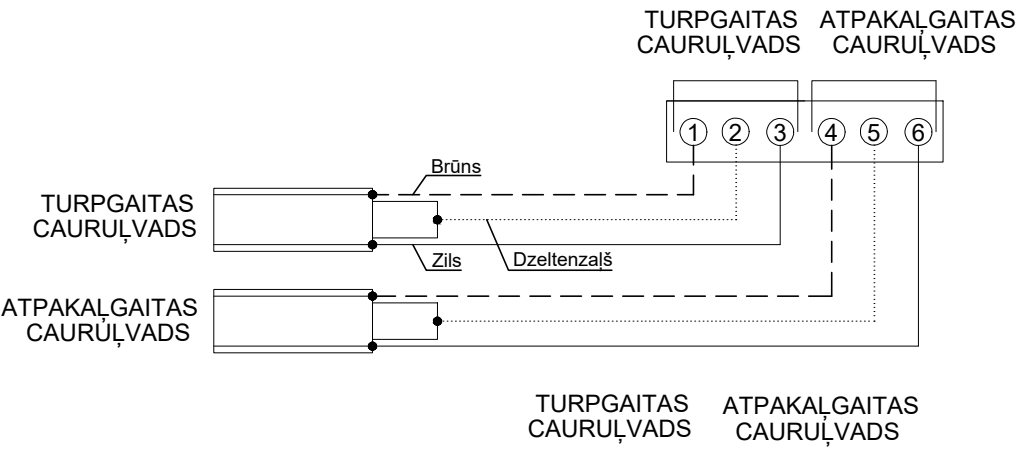 TURPGAITAS
CAURUĻVADS
ATPAKAĻGAITAS
CAURUĻVADS
1 2 3 4 5 6
Brūns
TURPGAITAS
CAURUĻVADS
Zils
Dzeltenzaļš
ATPAKAĻGAITAS
CAURUĻVADS
TURPGAITAS
CAURUĻVADS
ATPAKAĻGAITAS
CAURUĻVADS